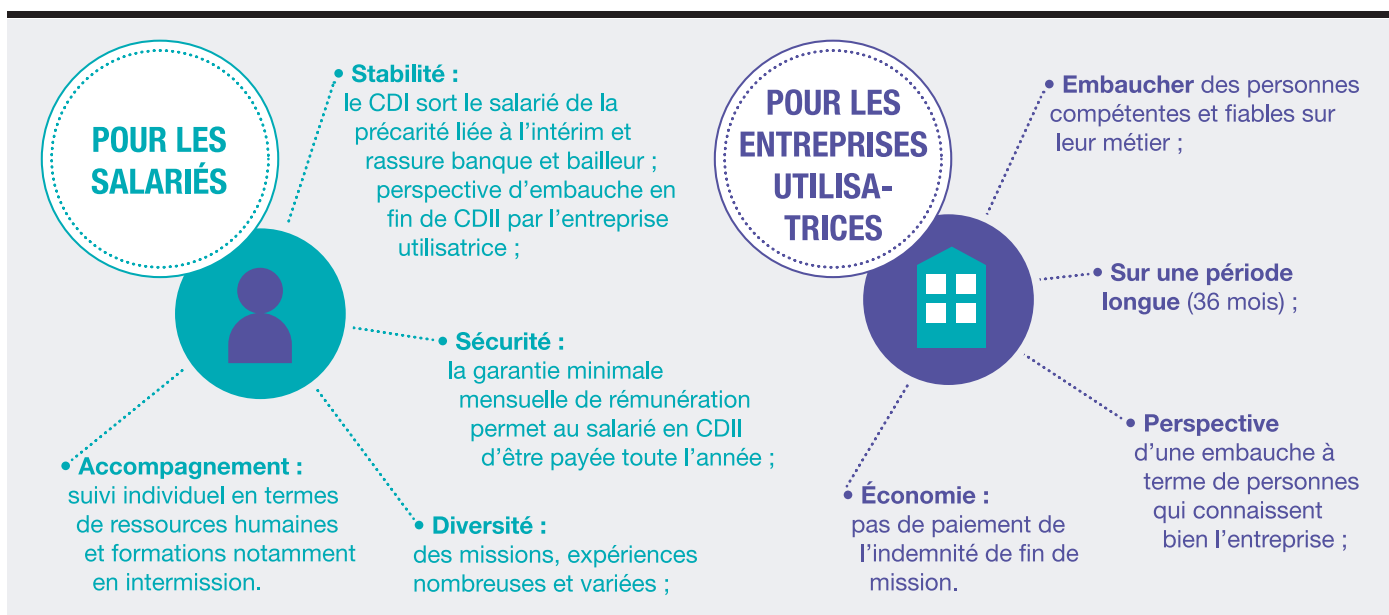 POUR LES
SALARIÉS
• Stabilité :
le CDI sort le salarié de la
précarité liée à l'intérim et
rassure banque et bailleur ;
perspective d'embauche en
fin de CDII par l'entreprise
utilisatrice ;
• Sécurité :
la garantie minimale
mensuelle de rémunération
permet au salarié en CDII
d'être payée toute l'année ;
• Diversité :
des missions, expériences
nombreuses et variées ;
• Accompagnement :
suivi individuel en termes
de ressources humaines
et formations notamment
en intermission.
POUR LES
ENTREPRISES
UTILISA-
TRICES
• Embaucher des personnes
compétentes et fiables sur
leur métier ;
• Sur une période
longue (36 mois) ;
• Perspective
d'une embauche à
terme de personnes
qui connaissent
bien l'entreprise ;
• Économie :
pas de paiement de
l'indemnité de fin de
mission.